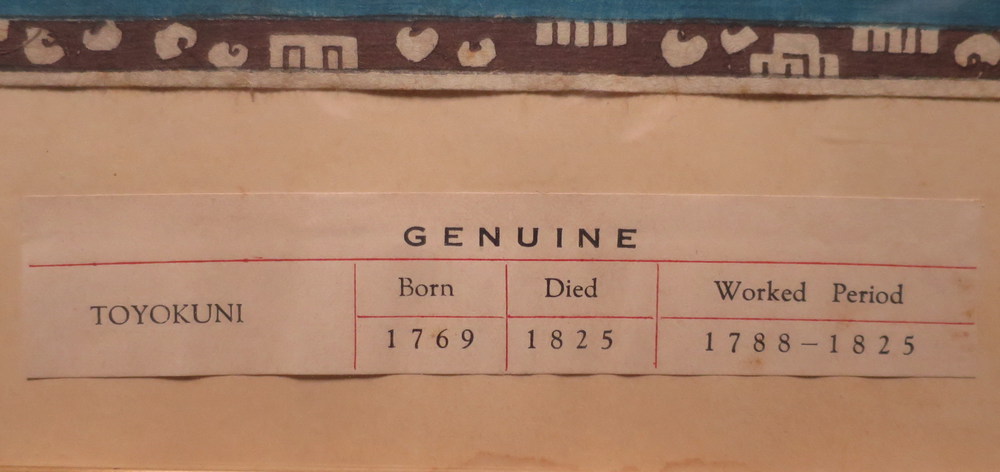 GENUINE
TOYOKUNI
Born
Died
Worked Period
1769
1825
1788–1825